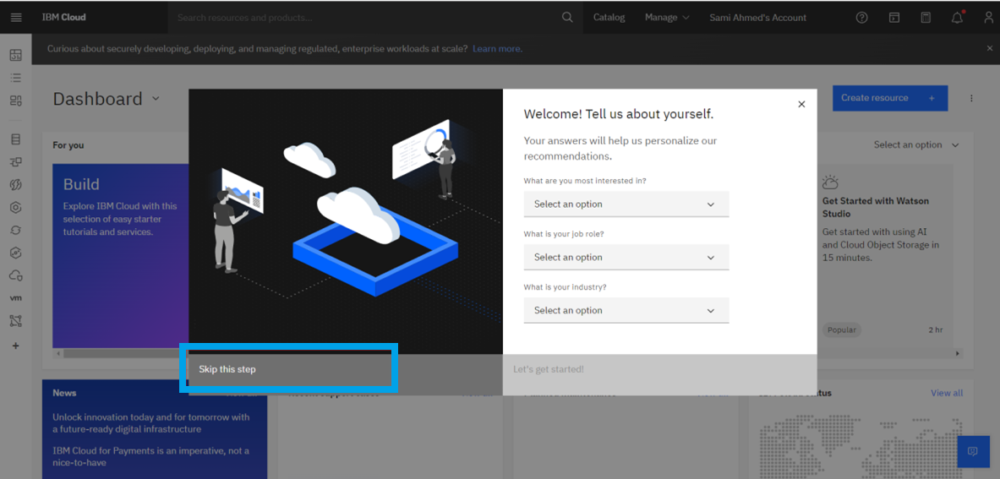 IBM Cloud
Search resources and products...
Catalog
Manage
Sami Ahmed's Account
Curious about securely developing, deploying, and managing regulated, enterprise workloads at scale? Learn more.
Dashboard
Create resource +
For you
Select an option
Build
Explore IBM Cloud with this
selection of easy starter
tutorials and services.
Welcome! Tell us about yourself.
Your answers will help us personalize our
recommendations.
What are you most interested in?
Select an option
What is your job role?
Select an option
What is your industry?
Select an option
Skip this step
Let's get started!
Get Started with Watson
Studio
Get started with using AI
and Cloud Object Storage in
15 minutes.
Popular
2 hr
vm
News
Unlock innovation today and for tomorrow with
a future-ready digital infrastructure
IBM Cloud for Payments is an imperative, not a
nice-to-have
View all